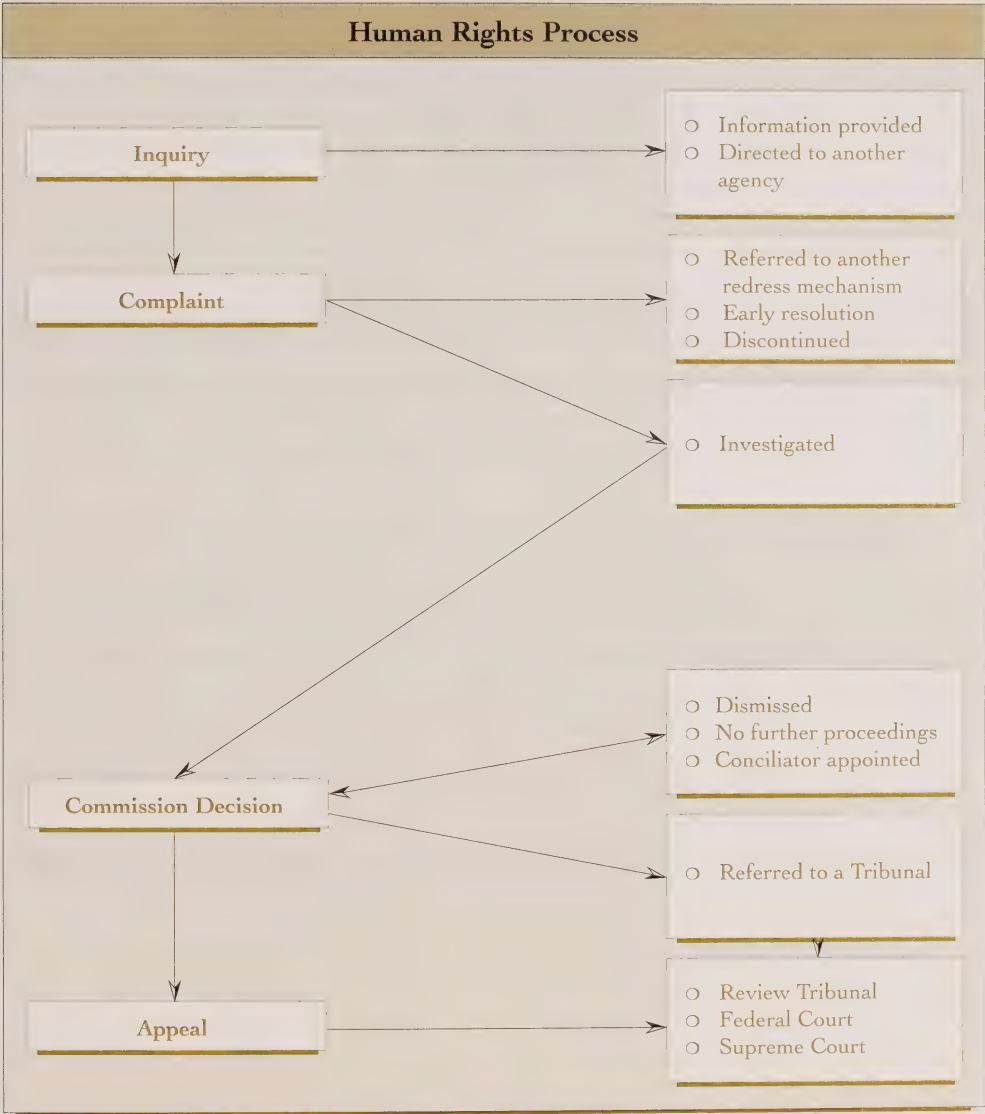 Human Rights Process
Inquiry
❍ Information provided
❍ Directed to another
agency
Complaint
❍ Referred to another
redress mechanism
❍ Early resolution
❍ Discontinued
❍ Investigated
❍ Dismissed
❍ No further proceedings
❍ Conciliator appointed
Commission Decision
❍ Referred to a Tribunal
Appeal
❍ Review Tribunal
❍ Federal Court
❍ Supreme Court